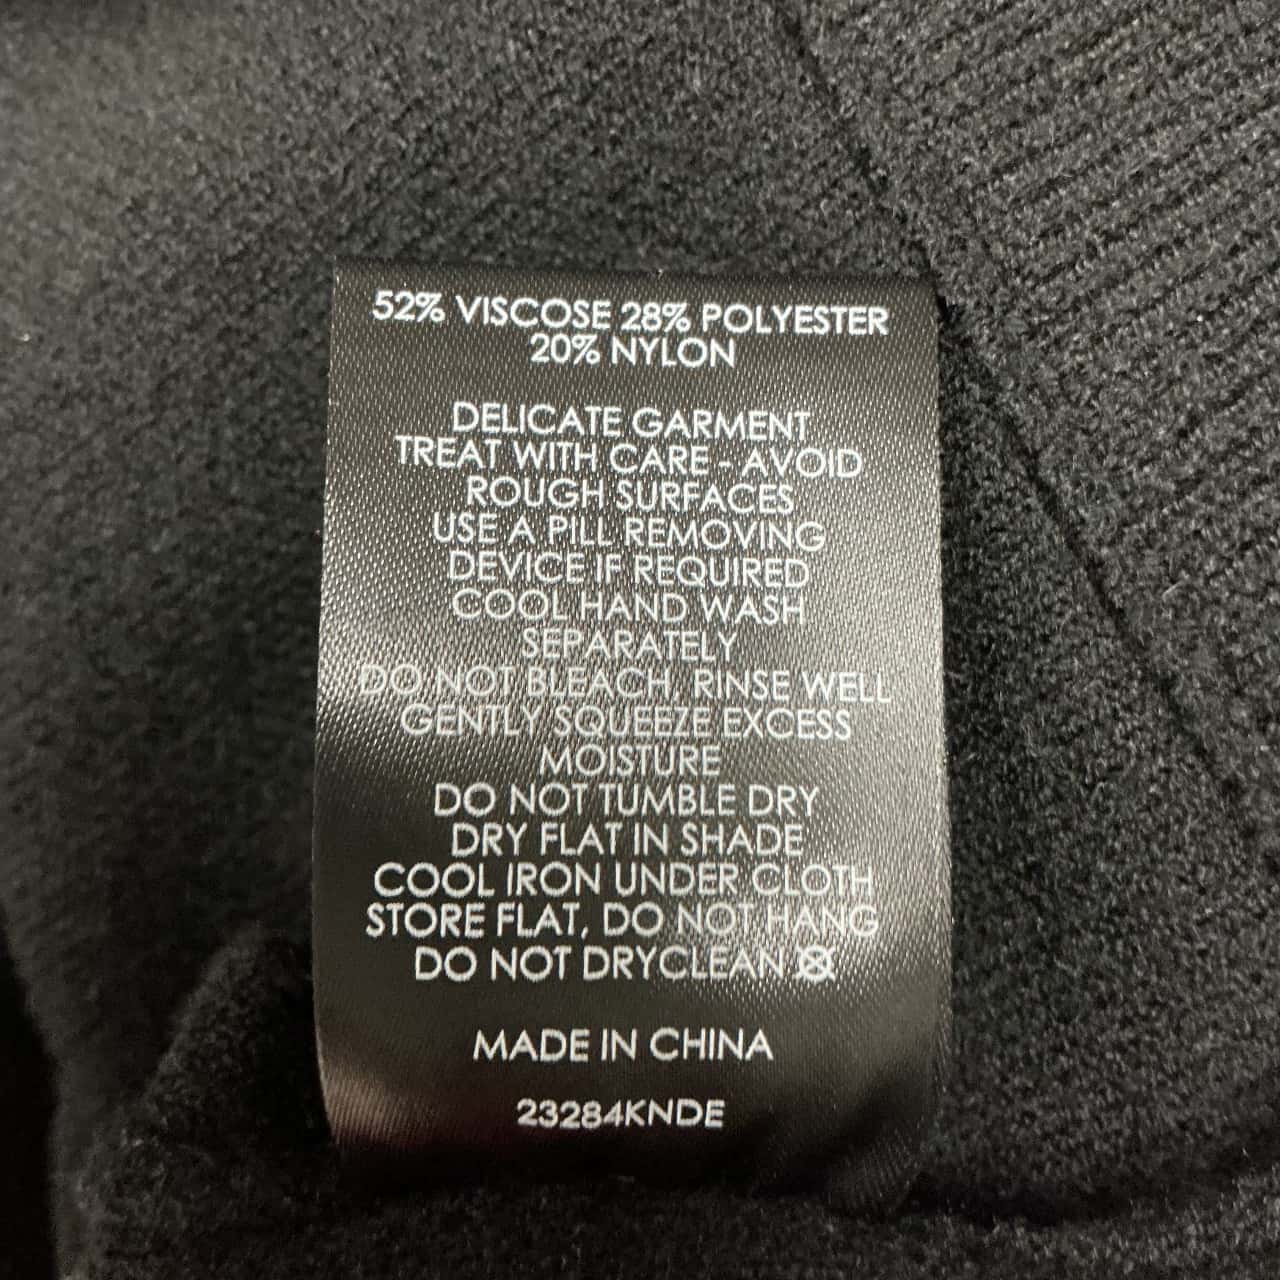 52% VISCOSE 28% POLYESTER
20% NYLON
DELICATE GARMENT
TREAT WITH CARE - AVOID
ROUGH SURFACES
USE A PILL REMOVING
DEVICE IF REQUIRED
COOL HAND WASH
SEPARATELY
DO NOT BLEACH, RINSE WELL
GENTLY SQUEEZE EXCESS
MOISTURE
DO NOT TUMBLE DRY
DRY FLAT IN SHADE
COOL IRON UNDER CLOTH
STORE FLAT, DO NOT HANG
DO NOT DRYCLEAN
MADE IN CHINA
23284KNDE